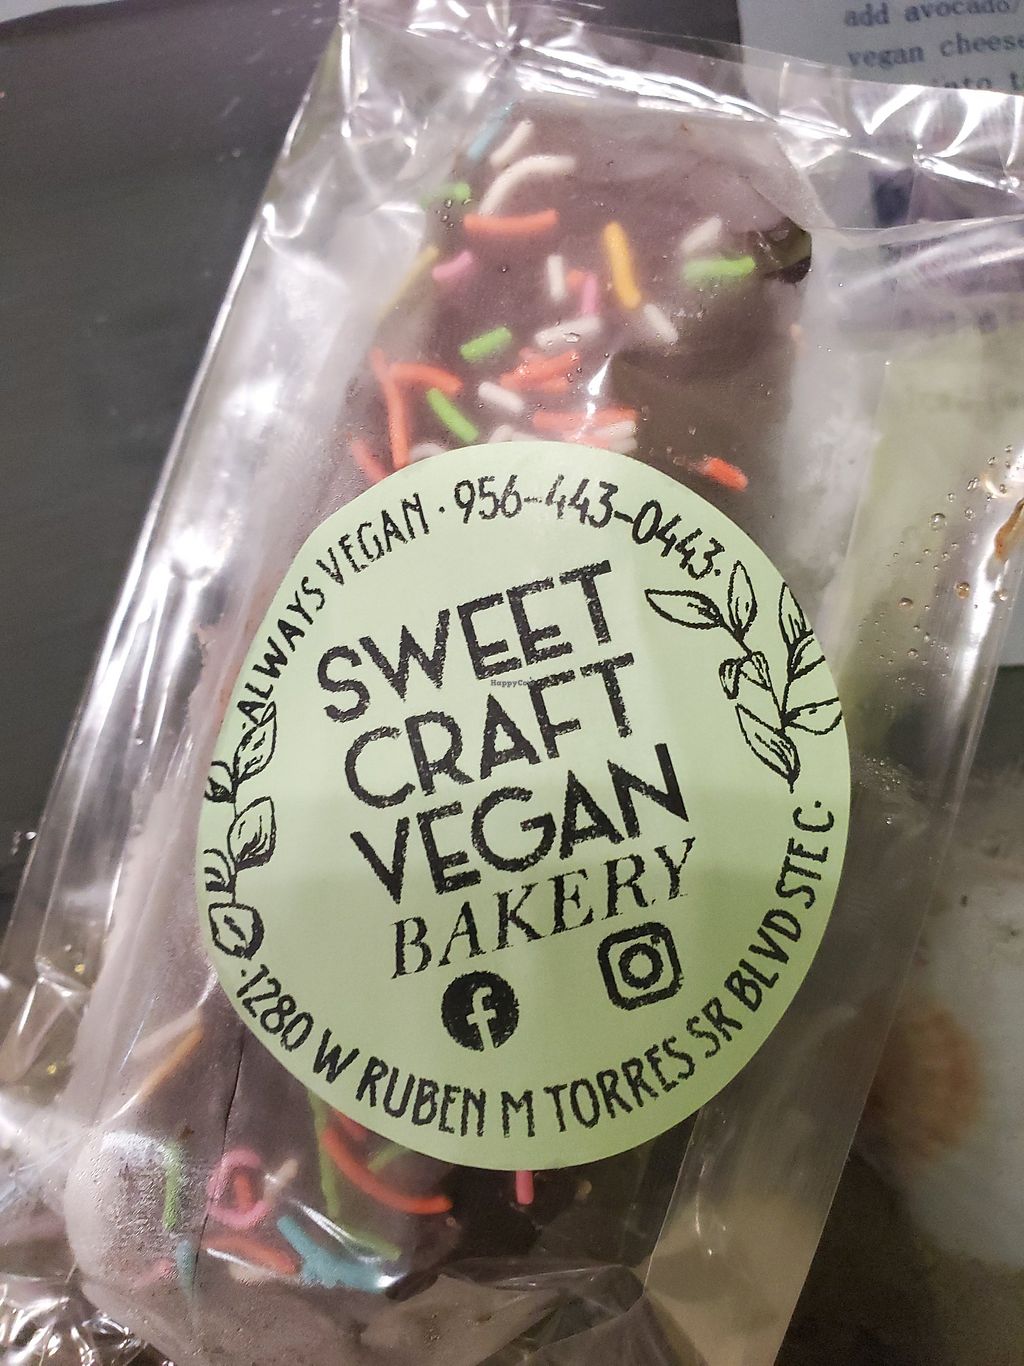 add avocado/
vegan cheese
into t
·ALWAYS VEGAN · 956-443-0443·
SWEET
CRAFT
VEGAN
BAKERY
·1280 W RUBEN M TORRES SR BLVD STE C·